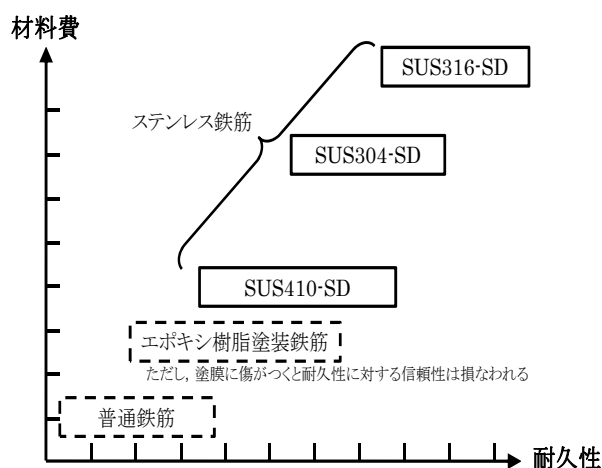 材料費
SUS316-SD
ステンレス鉄筋
SUS304-SD
SUS410-SD
エポキシ樹脂塗装鉄筋
ただし, 塗膜に傷がつくと耐久性に対する信頼性は損なわれる
普通鉄筋
耐久性